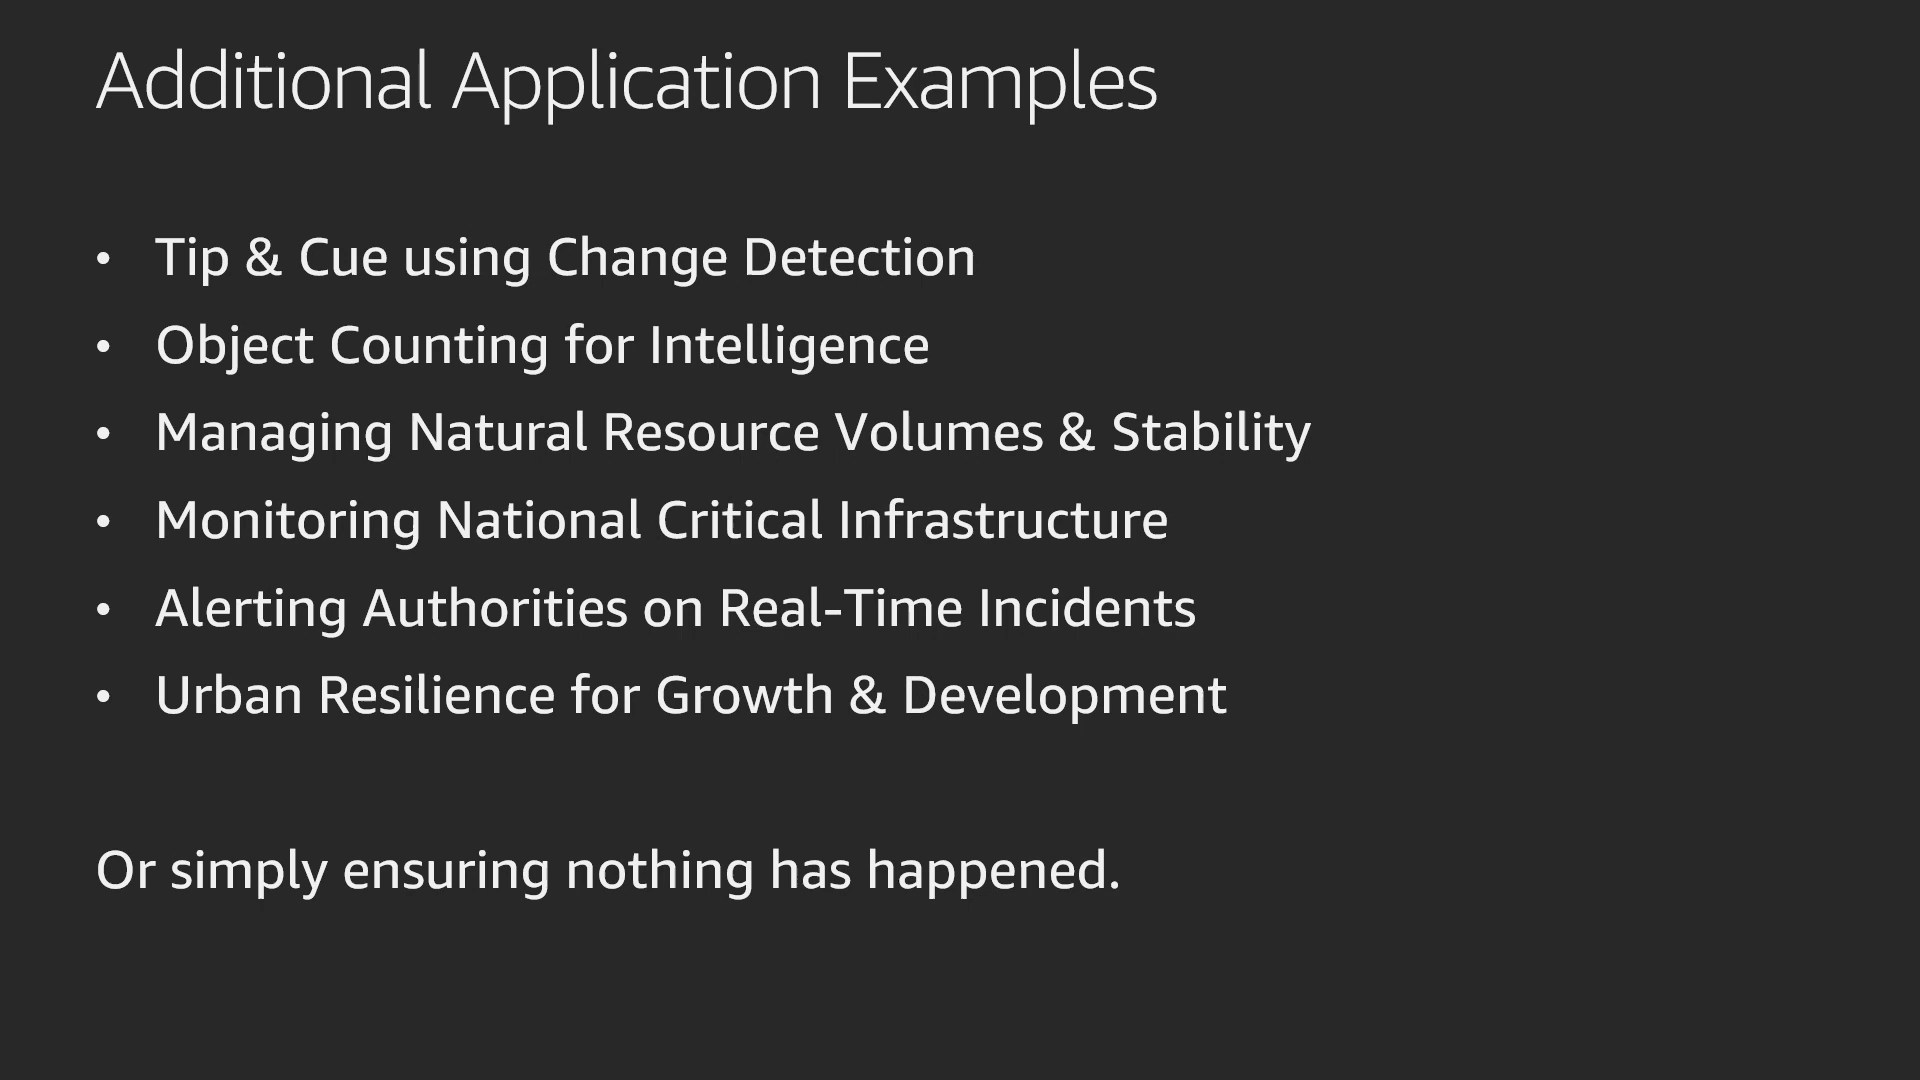 Additional Application Examples
• Tip & Cue using Change Detection
• Object Counting for Intelligence
• Managing Natural Resource Volumes & Stability
• Monitoring National Critical Infrastructure
• Alerting Authorities on Real-Time Incidents
• Urban Resilience for Growth & Development
Or simply ensuring nothing has happened.